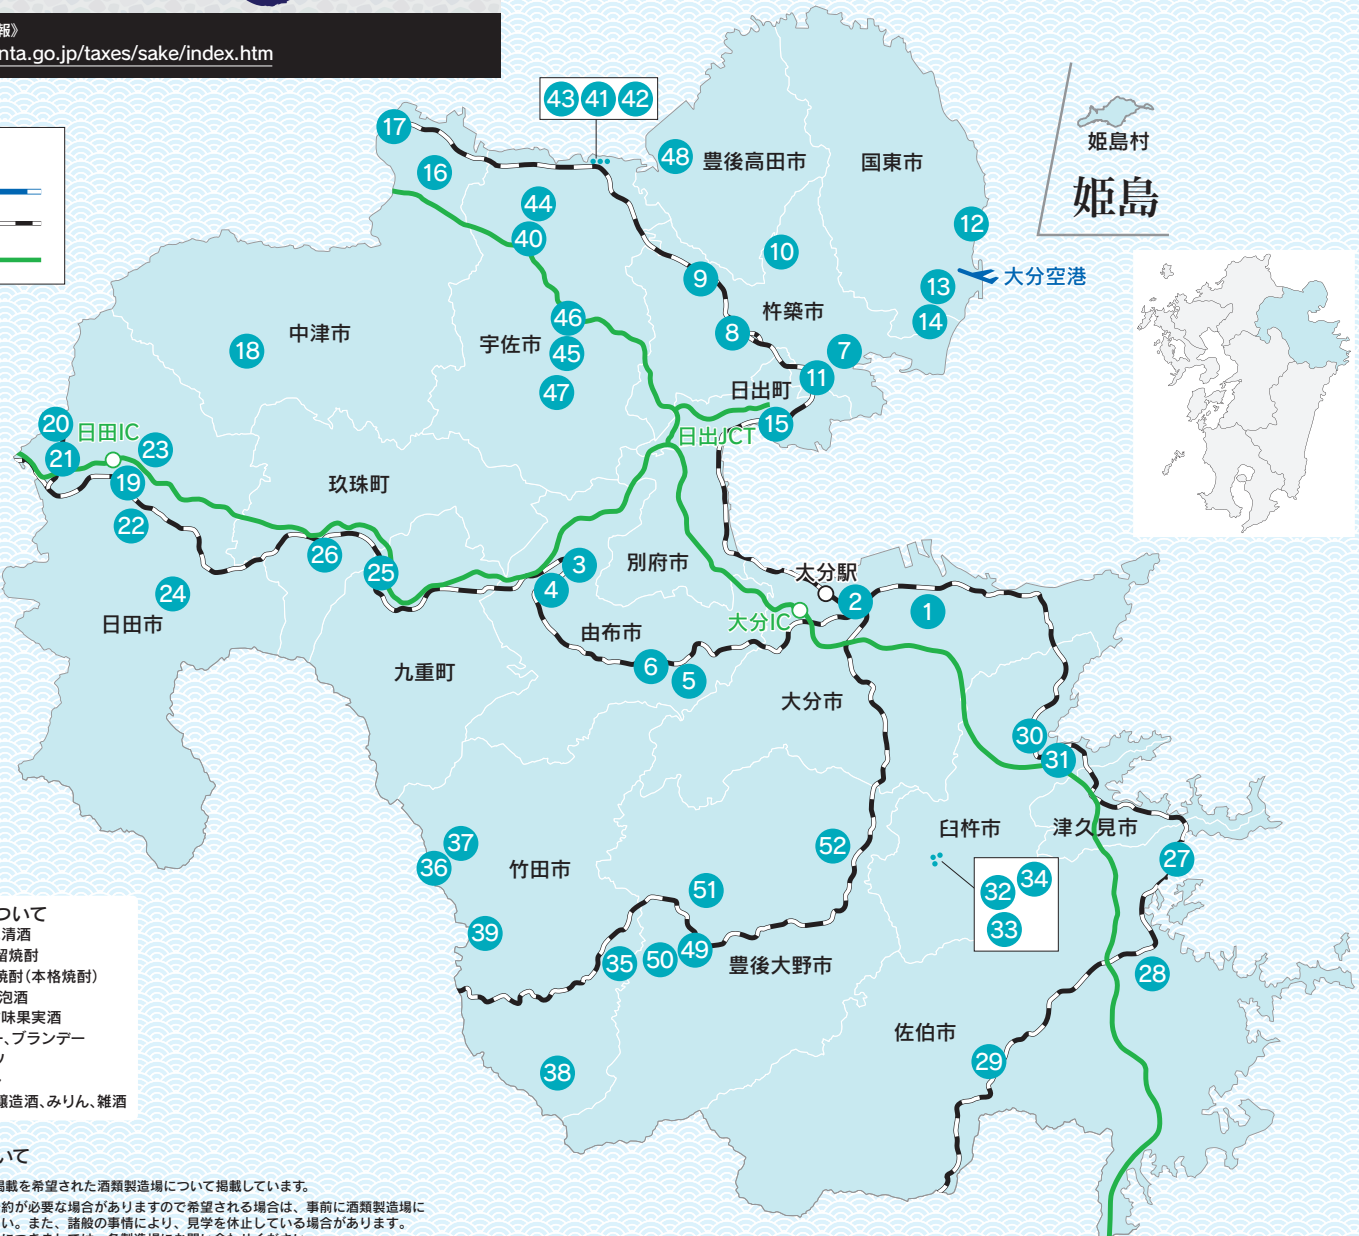 報》
nta.go.jp/taxes/sake/index.htm
43 41 42
17
16
48
豊後高田市
国東市
姫島村
姫島
12
44
40
10
9
13
大分空港
14
杵築市
8
7
11
46
45
47
宇佐市
中津市
18
日出町
15
日出JCT
20
日田IC
21
23
19
22
24
日田市
玖珠町
26
25
3
4
別府市
大分駅
2
1
大分IC
由布市
6
5
九重町
大分市
30
31
臼杵市
津久見市
27
32 34
33
28
37
36
竹田市
52
51
39
35
50
49
豊後大野市
佐伯市
29
38
ついて
清酒
留焼酎
焼酎(本格焼酎)
泡酒
味果実酒
、ブランデー
醸造酒、みりん、雑酒
いて
掲載を希望された酒類製造場について掲載しています。
約が必要な場合がありますので希望される場合は、事前に酒類製造場に
い。また、諸般の事情により、見学を休止している場合があります。